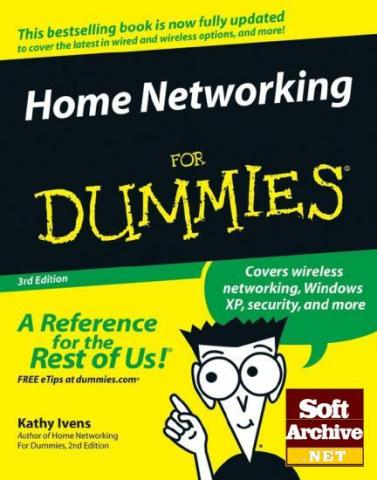 This bestselling book is now fully updated
to cover the latest in wired and wireless options, and more!
Home Networking
FOR
DUMMIES®
3rd Edition
Covers wireless
networking, Windows
XP, security, and more
A Reference
for the
Rest of Us!®
FREE eTips at dummies.com®
Kathy Ivens
Author of Home Networking
For Dummies, 2nd Edition
Soft
Archive
.NET